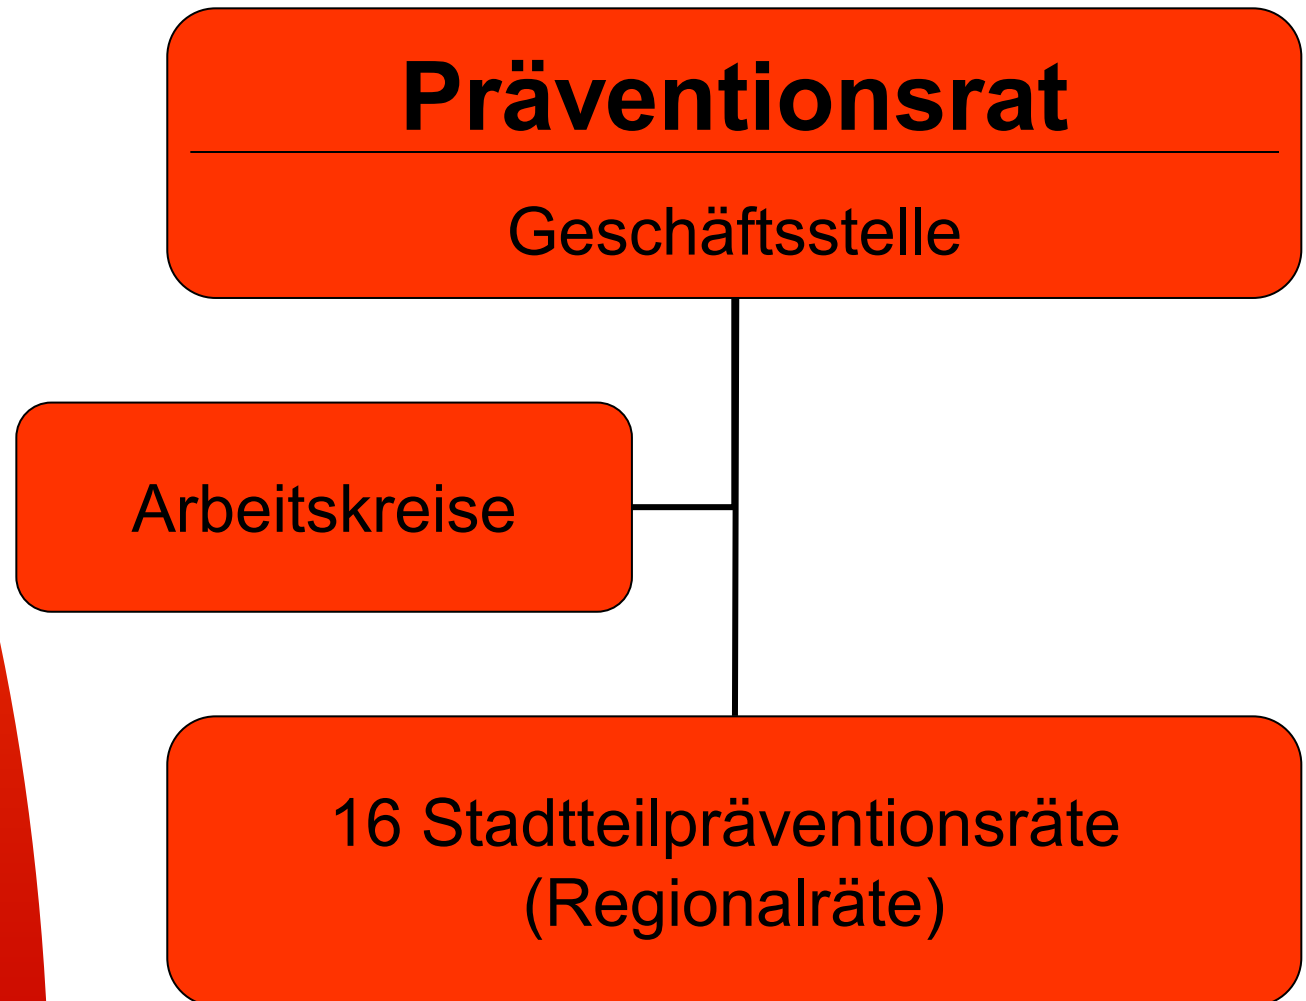 Präventionsrat
Geschäftsstelle
Arbeitskreise
16 Stadtteilpräventionsräte
(Regionalräte)